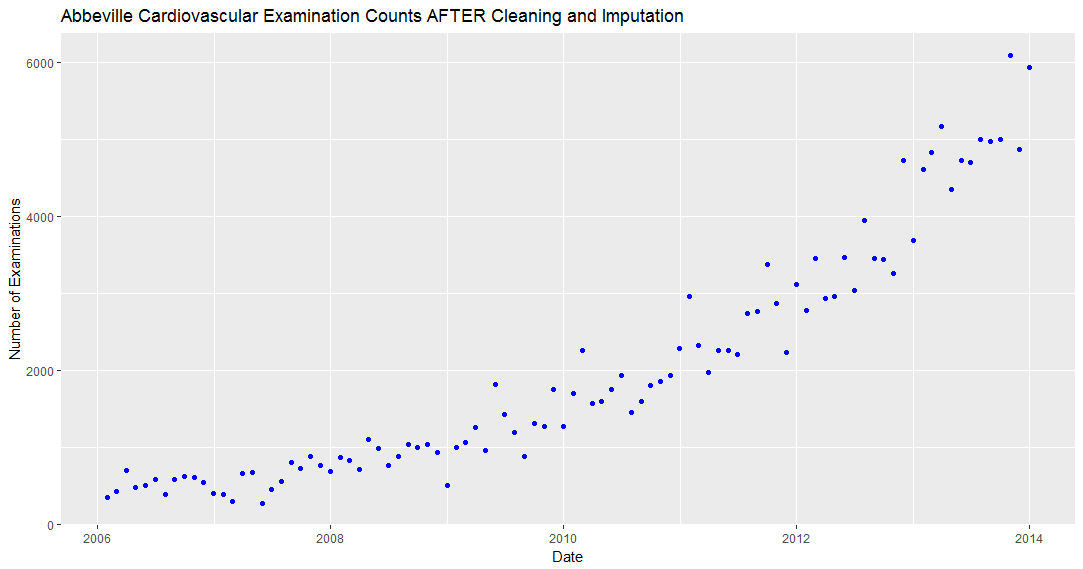 Abbeville Cardiovascular Examination Counts AFTER Cleaning and Imputation
Number of Examinations
6000
4000
2000
0
2006 2008 2010 2012 2014
Date